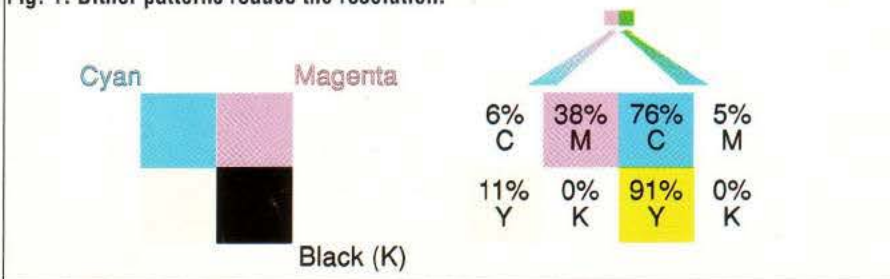 Fig. 1: Dither patterns reduce the resolution.
Cyan Magenta
6% 38% 76% 5%
C M C M
11% 0% 91% 0%
Y K Y K
Black (K)